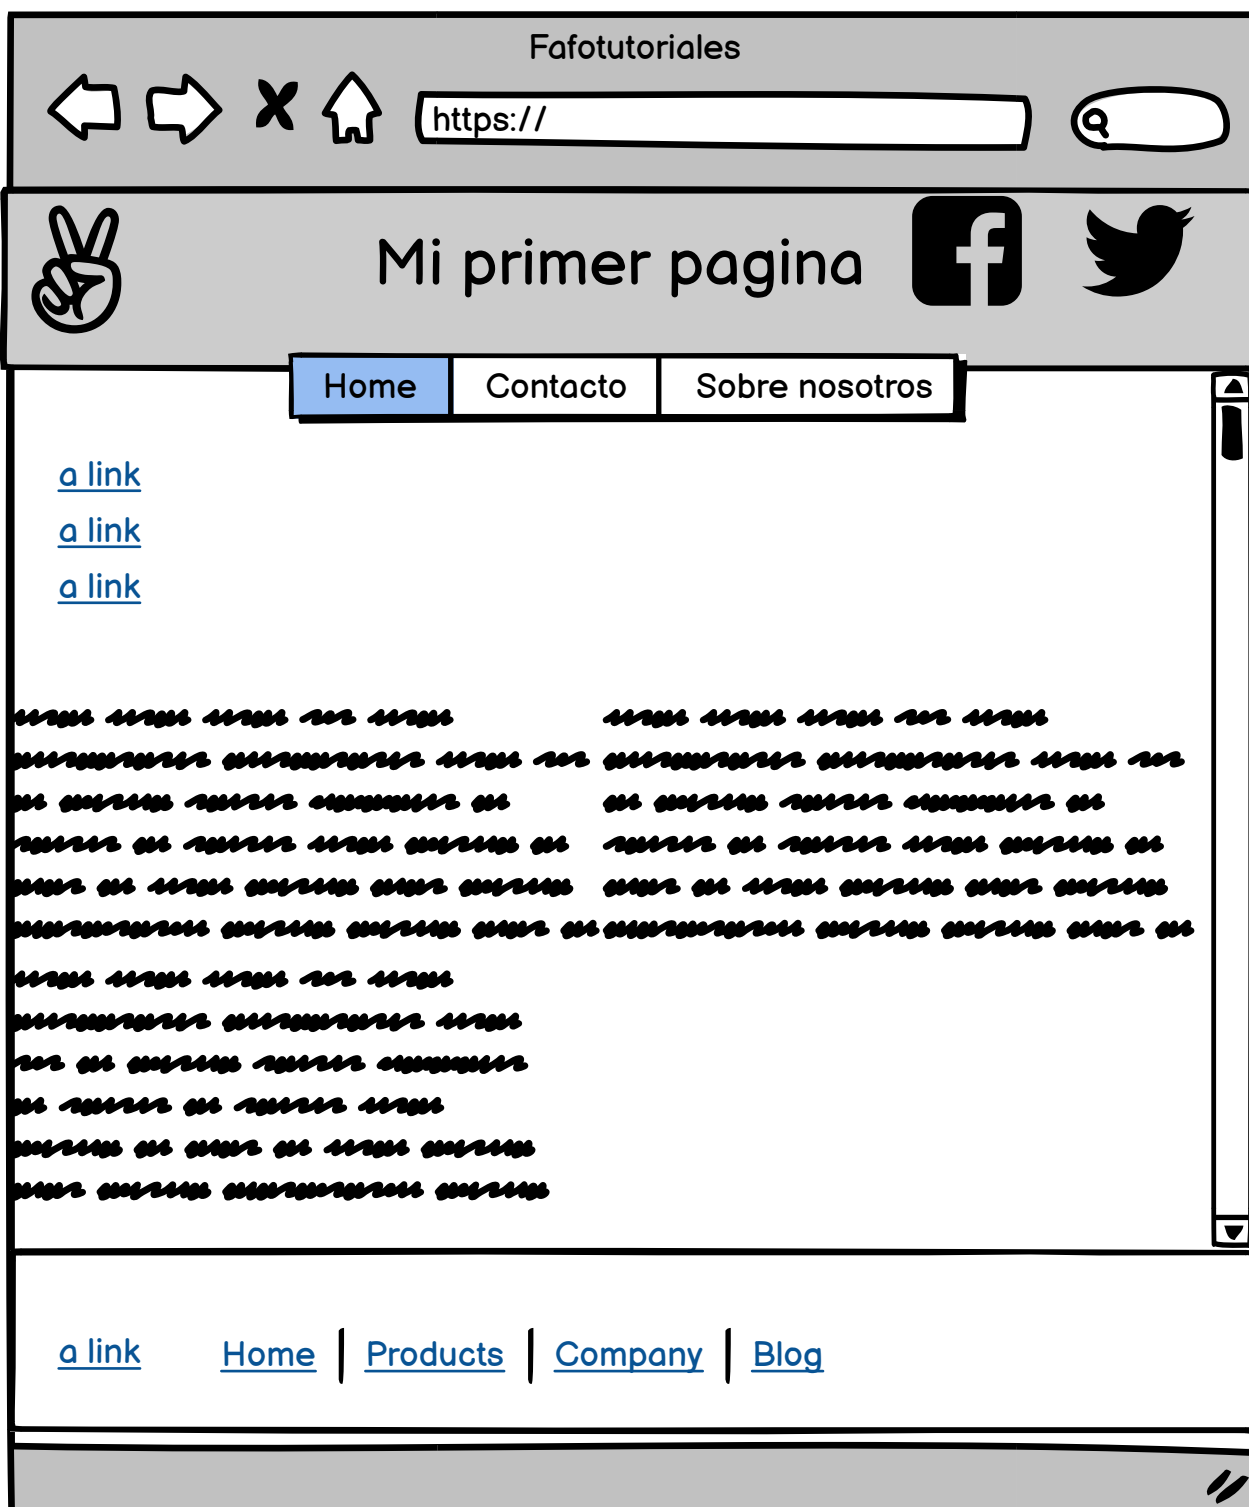 Fafotutoriales
https://
Mi primer pagina
Home Contacto Sobre nosotros
a link
a link
a link
a link Home Products Company Blog